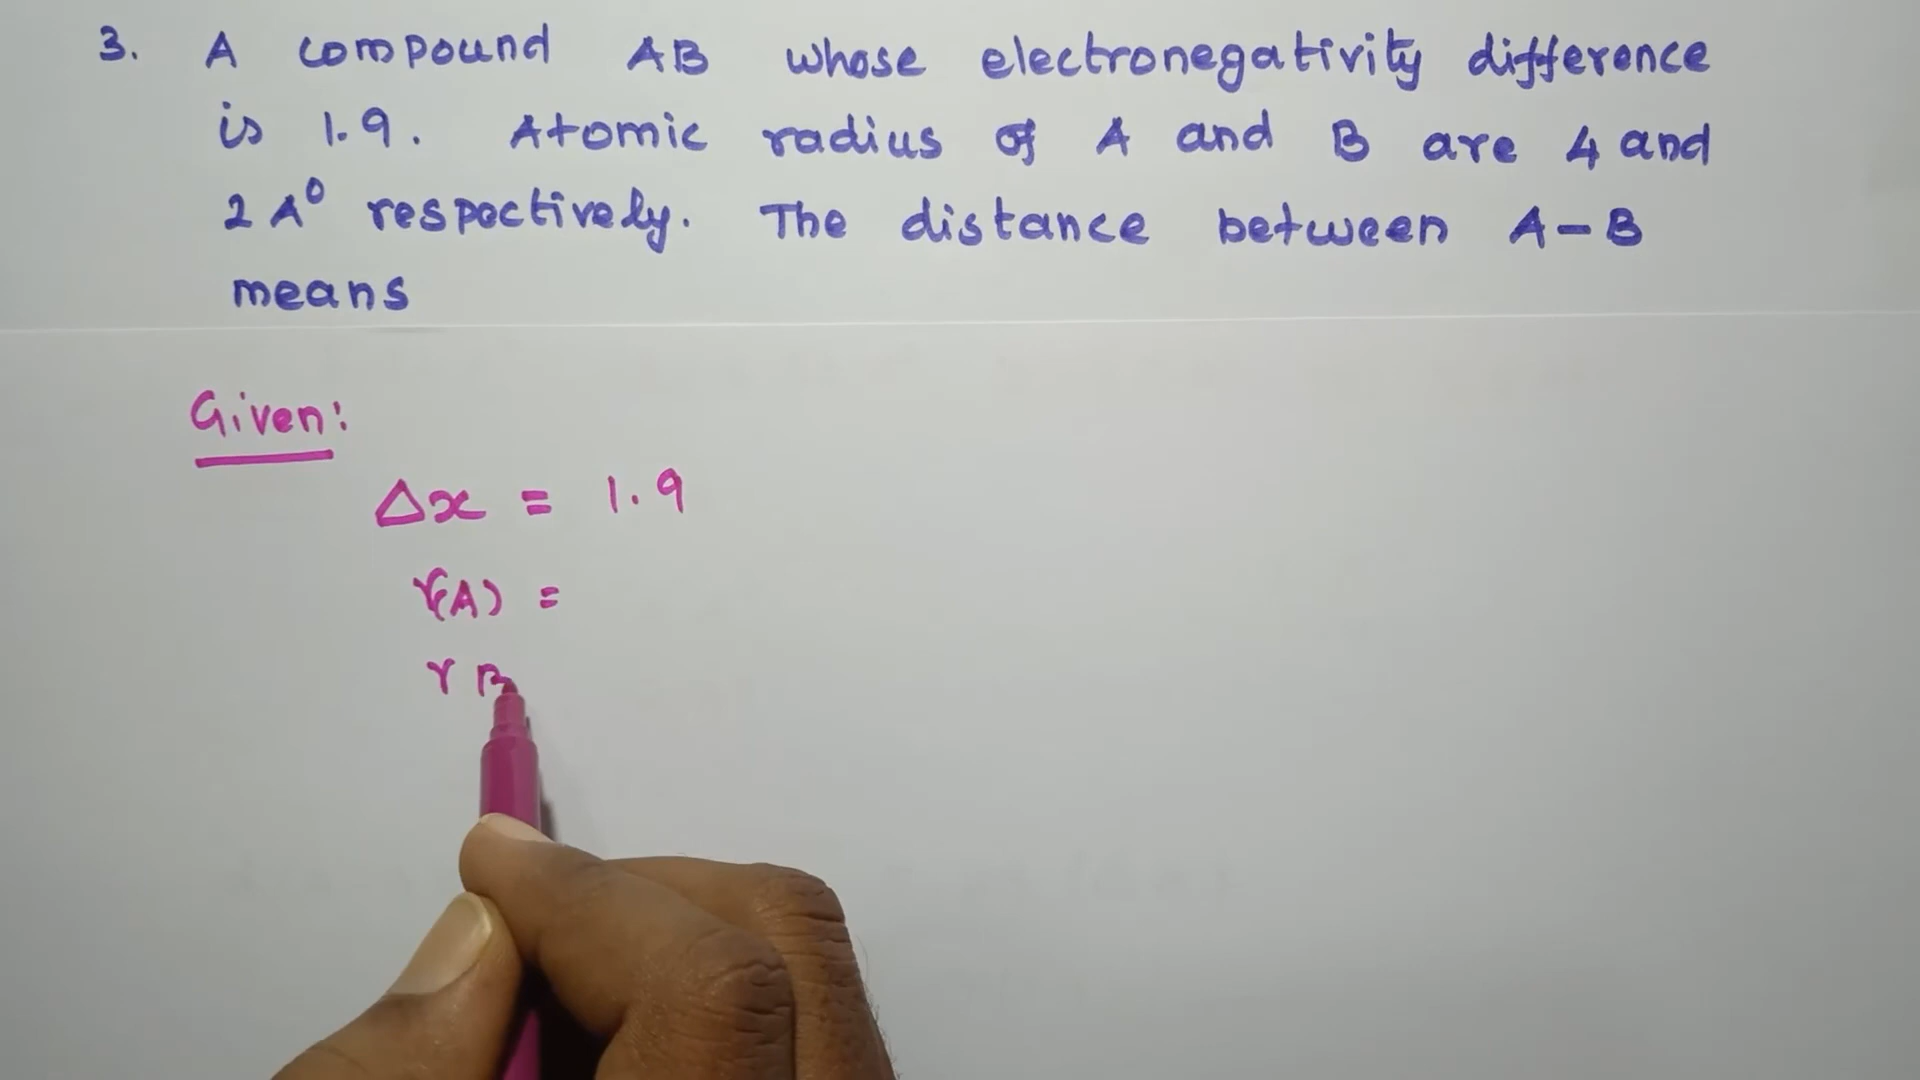 3. A compound AB whose electronegativity difference
is 1.9. Atomic radius of A and B are 4 and
2 A⁰ respectively. The distance between A-B
means
Given:
Δx = 1.9
r(A) =
r B